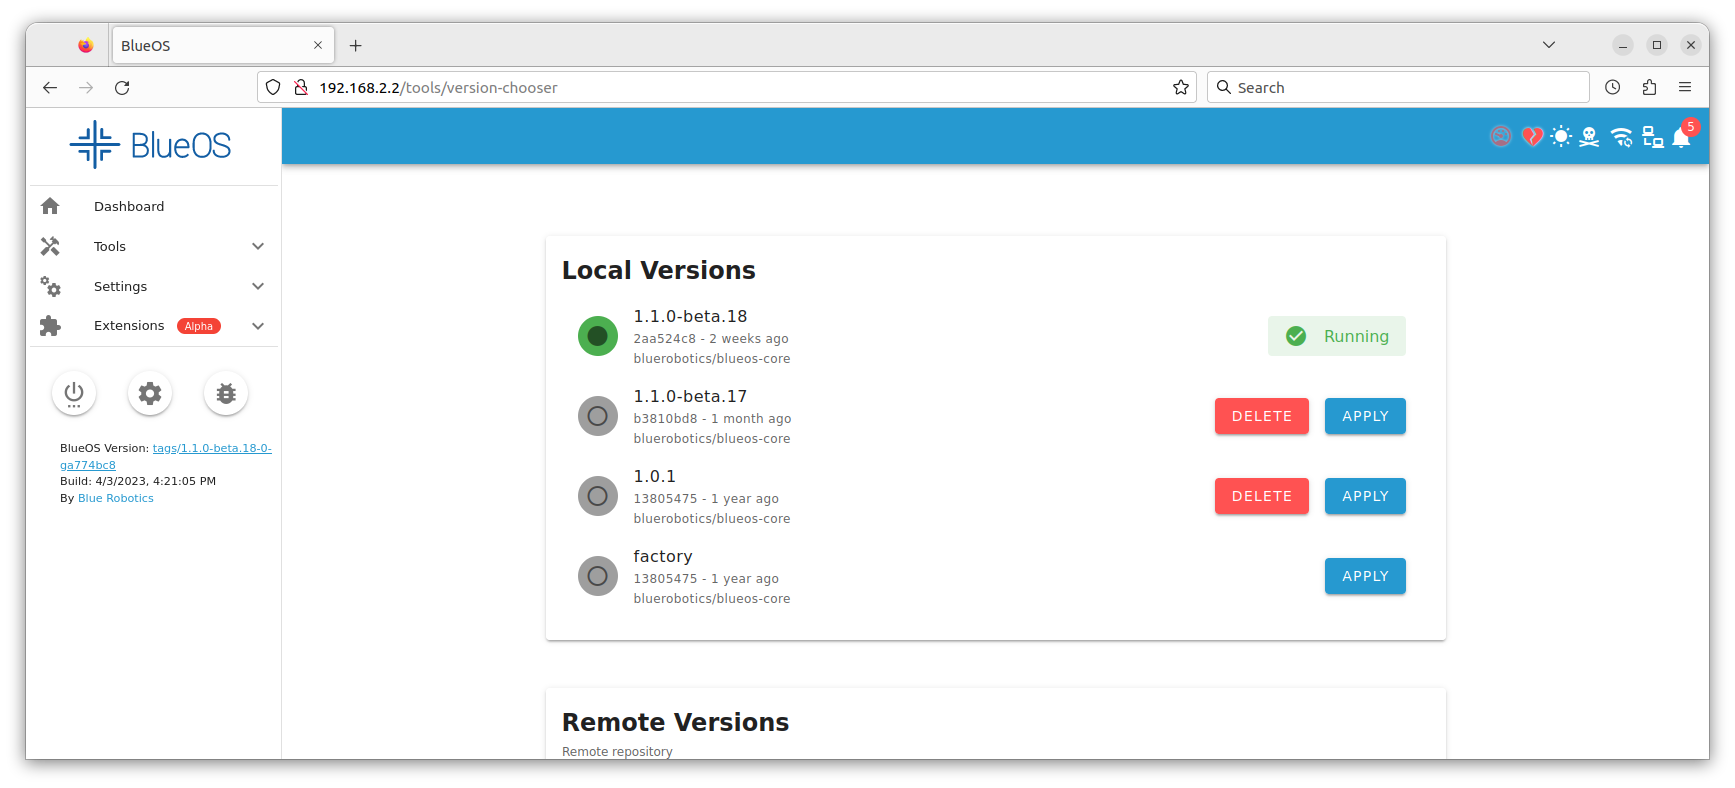 BlueOS
192.168.2.2/tools/version-chooser
Search
BlueOS
5
Dashboard
Tools
Settings
Extensions Alpha
BlueOS Version: tags/1.1.0-beta.18-0-
ga774bc8
Build: 4/3/2023, 4:21:05 PM
By Blue Robotics
Local Versions
1.1.0-beta.18
2aa524c8 - 2 weeks ago
bluerobotics/blueos-core
Running
1.1.0-beta.17
b3810bd8 - 1 month ago
bluerobotics/blueos-core
DELETE APPLY
1.0.1
13805475 - 1 year ago
bluerobotics/blueos-core
DELETE APPLY
factory
13805475 - 1 year ago
bluerobotics/blueos-core
APPLY
Remote Versions
Remote repository